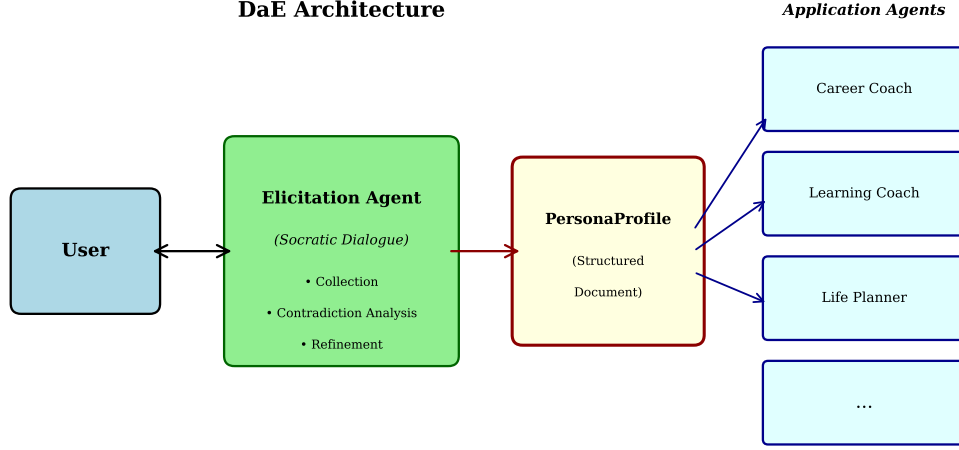 DaE Architecture
Application Agents
User
Elicitation Agent
(Socratic Dialogue)
• Collection
• Contradiction Analysis
• Refinement
PersonaProfile
(Structured
Document)
Career Coach
Learning Coach
Life Planner
...